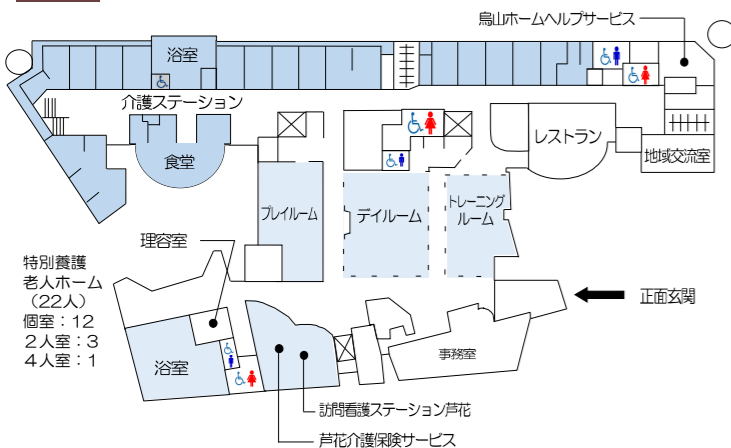 烏山ホームヘルプサービス
浴室
介護ステーション
食堂
レストラン
地域交流室
プレイルーム
デイルーム
トレーニング
ルーム
理容室
特別養護
老人ホーム
（22人）
個室：12
２人室：３
４人室：１
正面玄関
浴室
事務室
訪問看護ステーション芦花
芦花介護保険サービス